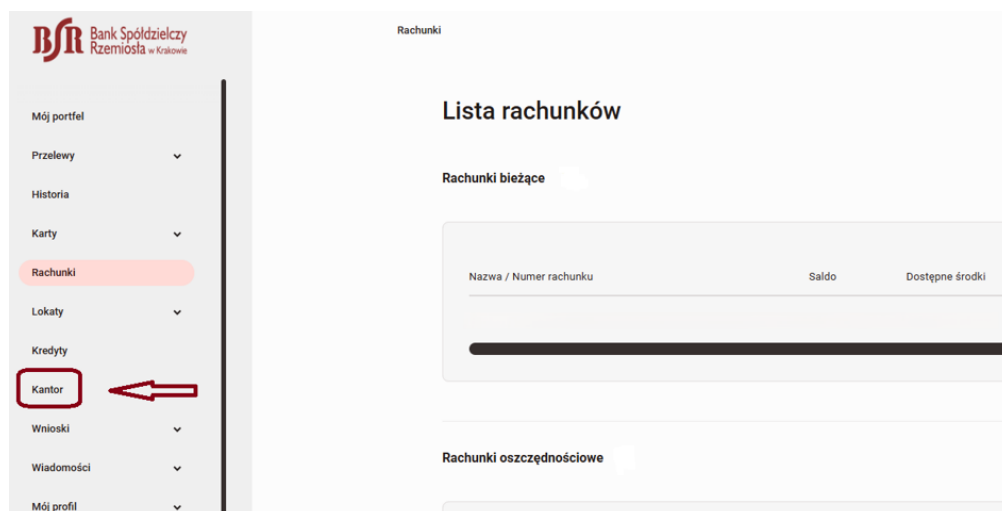 BSR Bank Spółdzielczy
Rzemiosła w Krakowie
Rachunki
Mój portfel
Przelewy
Historia
Karty
Rachunki
Lokaty
Kredyty
Kantor
Wnioski
Wiadomości
Mój profil
Lista rachunków
Rachunki bieżące
Nazwa / Numer rachunku Saldo Dostępne środki
Rachunki oszczędnościowe